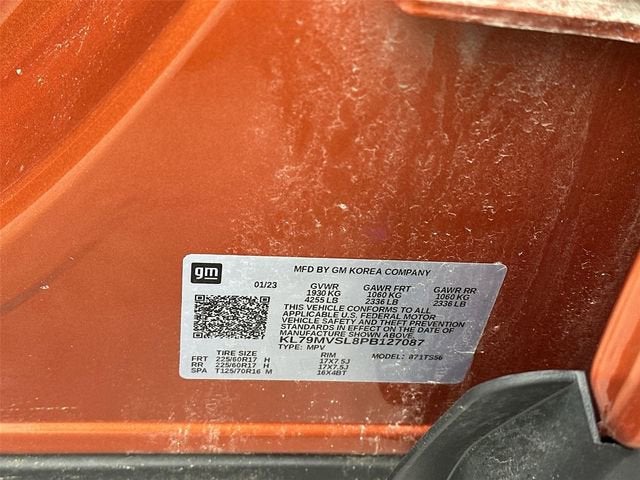 gm
MFD BY GM KOREA COMPANY
01/23 GVWR GAWR FRT GAWR RR
1930 KG 1060 KG 1060 KG
4255 LB 2336 LB 2336 LB
THIS VEHICLE CONFORMS TO ALL
APPLICABLE U.S. FEDERAL MOTOR
VEHICLE SAFETY AND THEFT PREVENTION
STANDARDS IN EFFECT ON THE DATE OF
MANUFACTURE SHOWN ABOVE.
KL79MVSL8PB127087
TYPE: MPV MODEL: 871TS56
TIRE SIZE RIM
FRT 225/60R17 H 17X7.5J
RR 225/60R17 H 17X7.5J
SPA T125/70R16 M 16X4BT